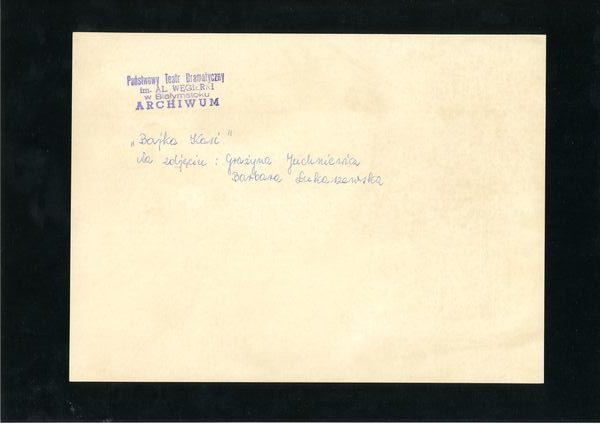 Państwowy Teatr Dramatyczny
im. AL. WĘGIERKI
w Białymstoku
ARCHIWUM
„Bajka Kasi"
Na zdjęciu: Grażyna Juchniewicz
Barbara Łukaszewska